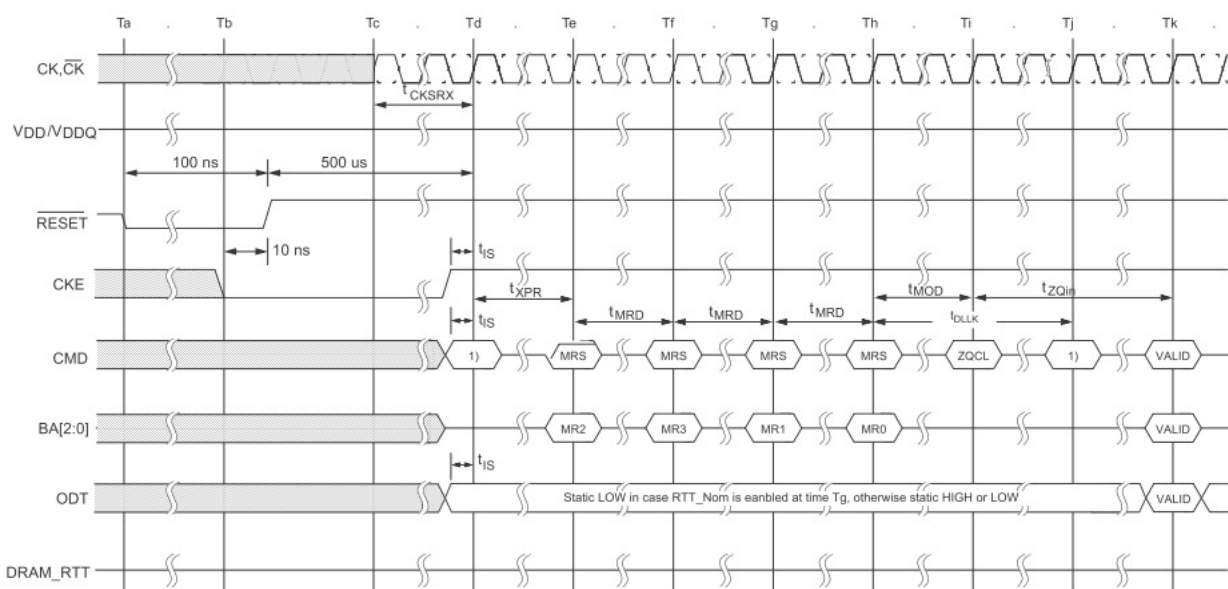 Ta Tb Tc Td Te Tf Tg Th Ti Tj Tk
CK,CK
tCKSRX
VDD/VDDQ
100 ns 500 us
RESET
10 ns tIS
CKE
tXPR tMOD tZQin
tIS tMRD tMRD tMRD tDLLK
CMD 1) MRS MRS MRS MRS ZQCL 1) VALID
BA[2:0] MR2 MR3 MR1 MR0 VALID
tIS
ODT Static LOW in case RTT_Nom is eanbled at time Tg, otherwise static HIGH or LOW VALID
DRAM_RTT